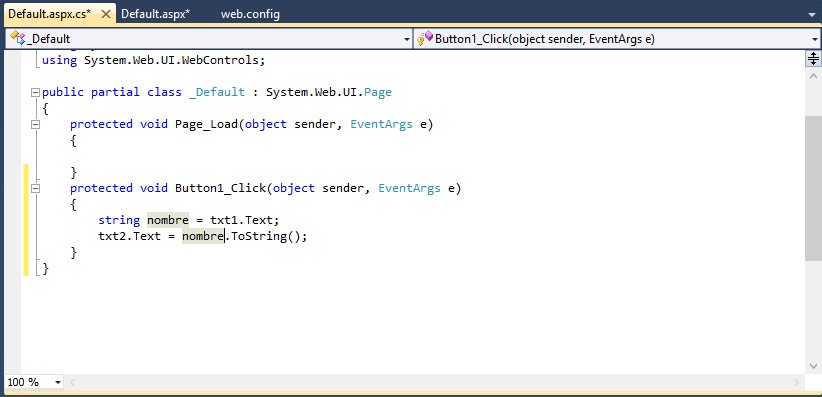 Default.aspx.cs* Default.aspx* web.config
_Default Button1_Click(object sender, EventArgs e)
using System.Web.UI.WebControls;
public partial class _Default : System.Web.UI.Page
{
protected void Page_Load(object sender, EventArgs e)
{
}
protected void Button1_Click(object sender, EventArgs e)
{
string nombre = txt1.Text;
txt2.Text = nombre.ToString();
}
}
100 %